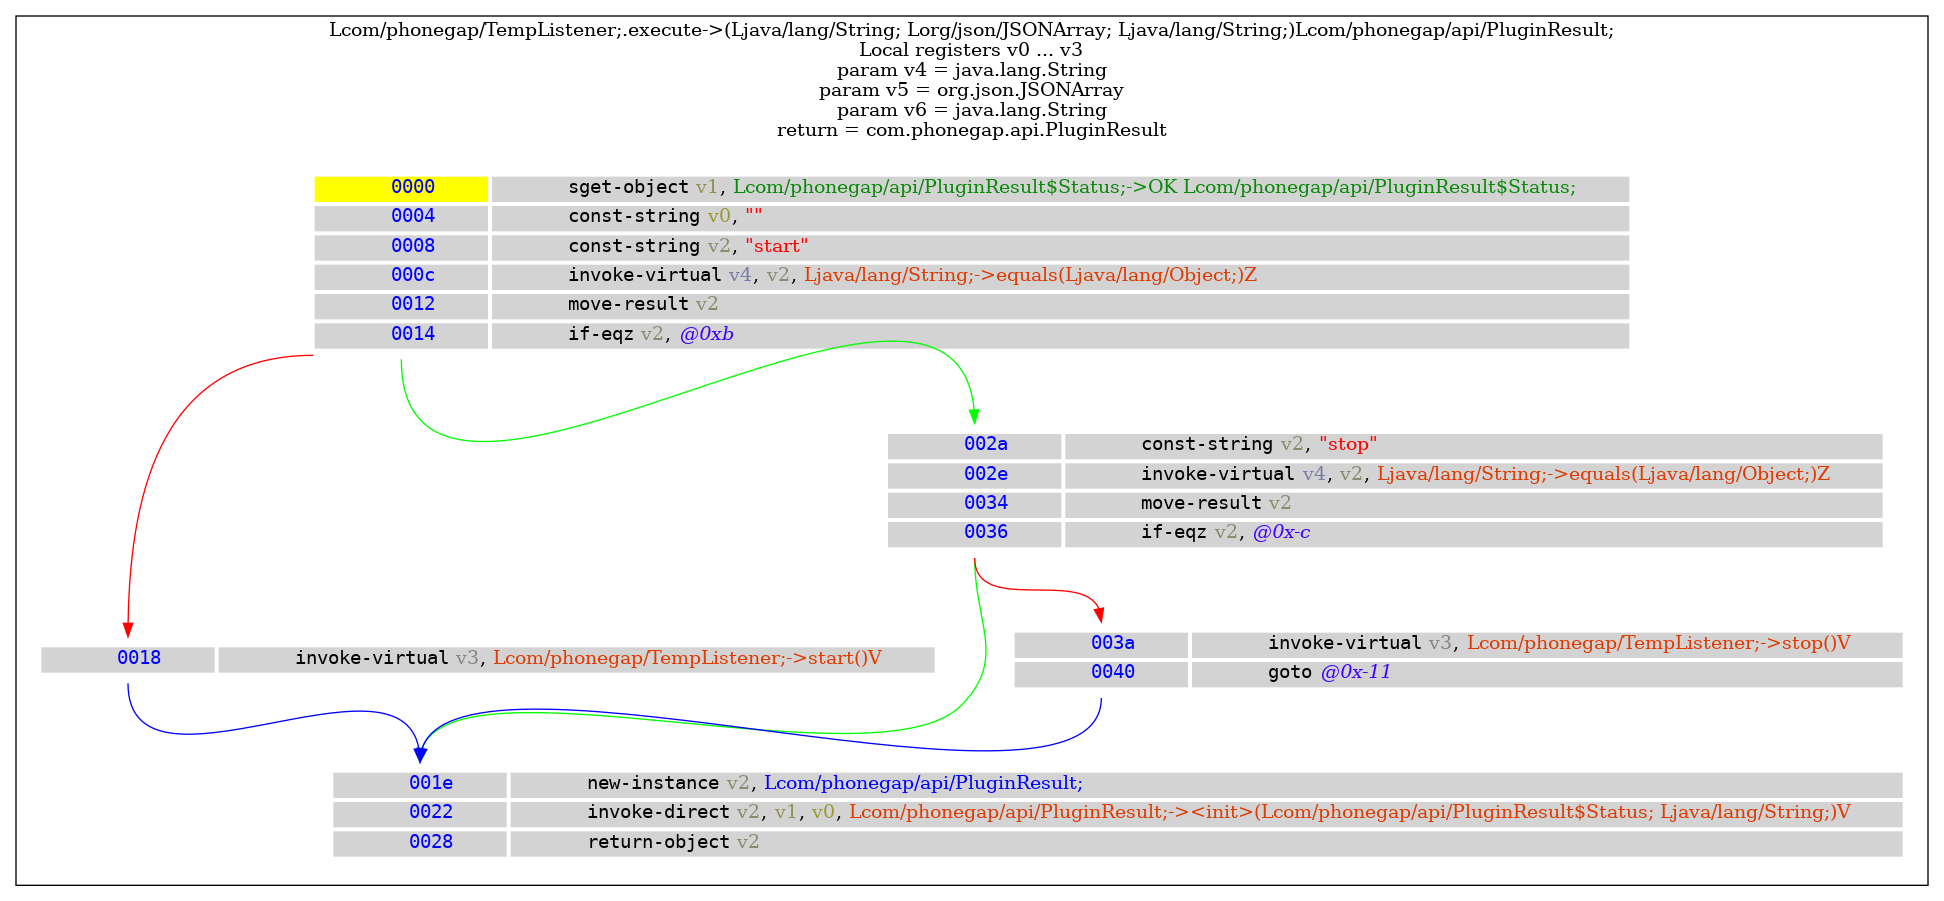 Lcom/phonegap/TempListener;.execute->(Ljava/lang/String; Lorg/json/JSONArray; Ljava/lang/String;)Lcom/phonegap/api/PluginResult;
Local registers v0 ... v3
param v4 = java.lang.String
param v5 = org.json.JSONArray
param v6 = java.lang.String
return = com.phonegap.api.PluginResult
0000 sget-object v1, Lcom/phonegap/api/PluginResult$Status;->OK Lcom/phonegap/api/PluginResult$Status;
0004 const-string v0, ""
0008 const-string v2, "start"
000c invoke-virtual v4, v2, Ljava/lang/String;->equals(Ljava/lang/Object;)Z
0012 move-result v2
0014 if-eqz v2, @0xb
002a const-string v2, "stop"
002e invoke-virtual v4, v2, Ljava/lang/String;->equals(Ljava/lang/Object;)Z
0034 move-result v2
0036 if-eqz v2, @0x-c
0018 invoke-virtual v3, Lcom/phonegap/TempListener;->start()V
003a invoke-virtual v3, Lcom/phonegap/TempListener;->stop()V
0040 goto @0x-11
001e new-instance v2, Lcom/phonegap/api/PluginResult;
0022 invoke-direct v2, v1, v0, Lcom/phonegap/api/PluginResult;-><init>(Lcom/phonegap/api/PluginResult$Status; Ljava/lang/String;)V
0028 return-object v2